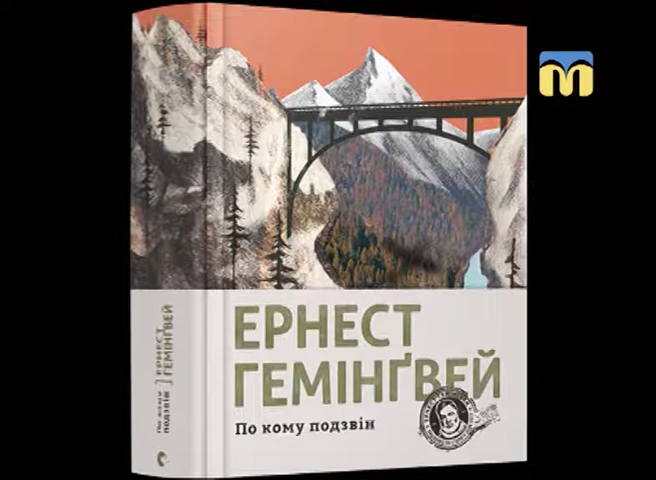 ЕРНЕСТ
ГЕМІНҐВЕЙ
По кому подзвін
По кому
подзвін
ЕРНЕСТ
ГЕМІНҐВЕЙ
m